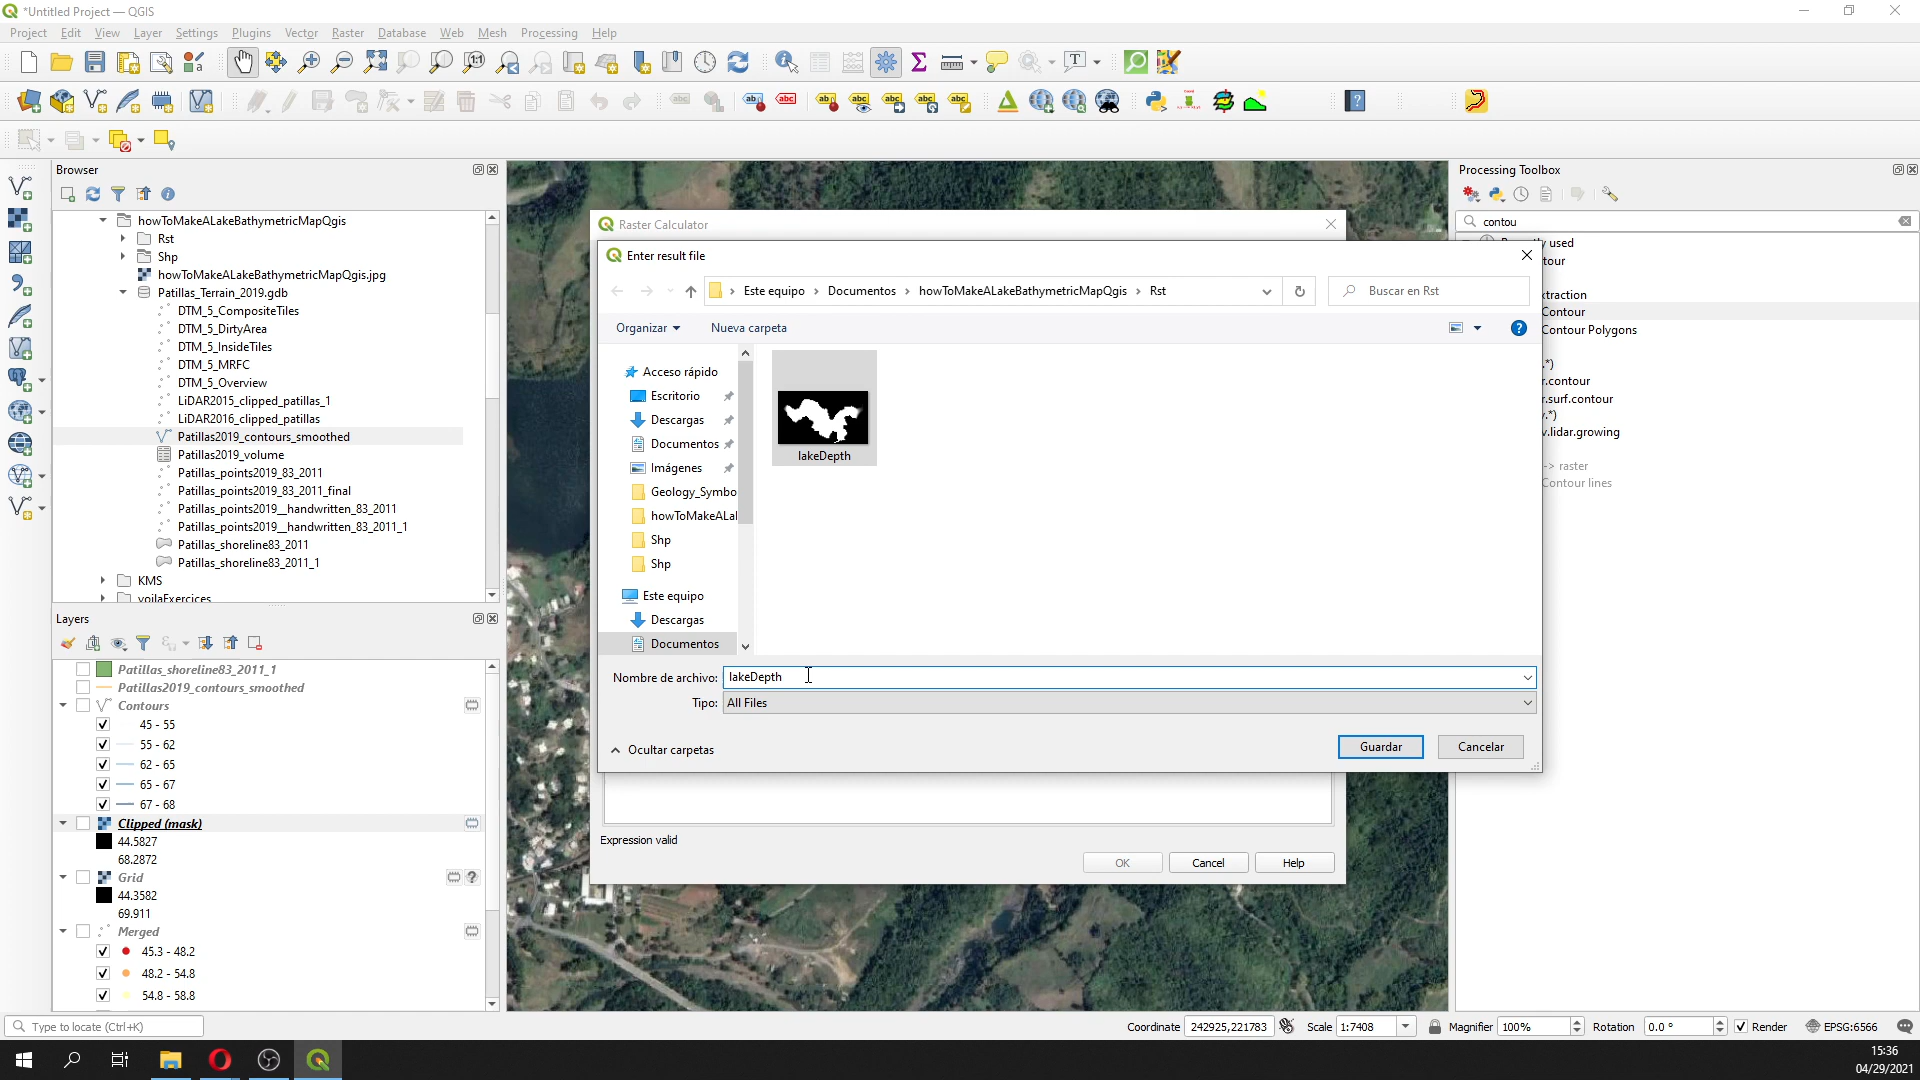 *Untitled Project — QGIS
Project Edit View Layer Settings Plugins Vector Raster Database Web Mesh Processing Help
Browser
howToMakeALakeBathymetricMapQgis
Rst
Shp
howToMakeALakeBathymetricMapQgis.jpg
Patillas_Terrain_2019.gdb
DTM_5_CompositeTiles
DTM_5_DirtyArea
DTM_5_InsideTiles
DTM_5_MRFC
DTM_5_Overview
LiDAR2015_clipped_patillas_1
LiDAR2016_clipped_patillas
Patillas2019_contours_smoothed
Patillas2019_volume
Patillas_points2019_83_2011
Patillas_points2019_83_2011_final
Patillas_points2019__handwritten_83_2011
Patillas_points2019__handwritten_83_2011_1
Patillas_shoreline83_2011
Patillas_shoreline83_2011_1
KMS
voilaExercices
Layers
Patillas_shoreline83_2011_1
Patillas2019_contours_smoothed
Contours
45 - 55
55 - 62
62 - 65
65 - 67
67 - 68
Clipped (mask)
44.5827
68.2872
Grid
44.3582
69.911
Merged
45.3 - 48.2
48.2 - 54.8
54.8 - 58.8
Raster Calculator
Enter result file
Este equipo › Documents › howToMakeALakeBathymetricMapQgis › Rst
Buscar en Rst
Organizar
Nueva carpeta
Acceso rápido
Escritorio
Descargas
Documentos
Imágenes
Geology_Symbo
howToMakeALal
Shp
Shp
Este equipo
Descargas
Documentos
lakeDepth
Nombre de archivo: lakeDepth
Tipo: All Files
Ocultar carpetas
Guardar
Cancelar
Expression valid
OK
Cancel
Help
Processing Toolbox
contou
y used
tour
xtraction
Contour
Contour Polygons
.*)
r.contour
r.surf.contour
v.*)
v.lidar.growing
-> raster
Contour lines
Type to locate (Ctrl+K)
Coordinate 242925,221783
Scale 1:7408
Magnifier 100%
Rotation 0.0 °
Render
EPSG:6566
15:36
04/29/2021